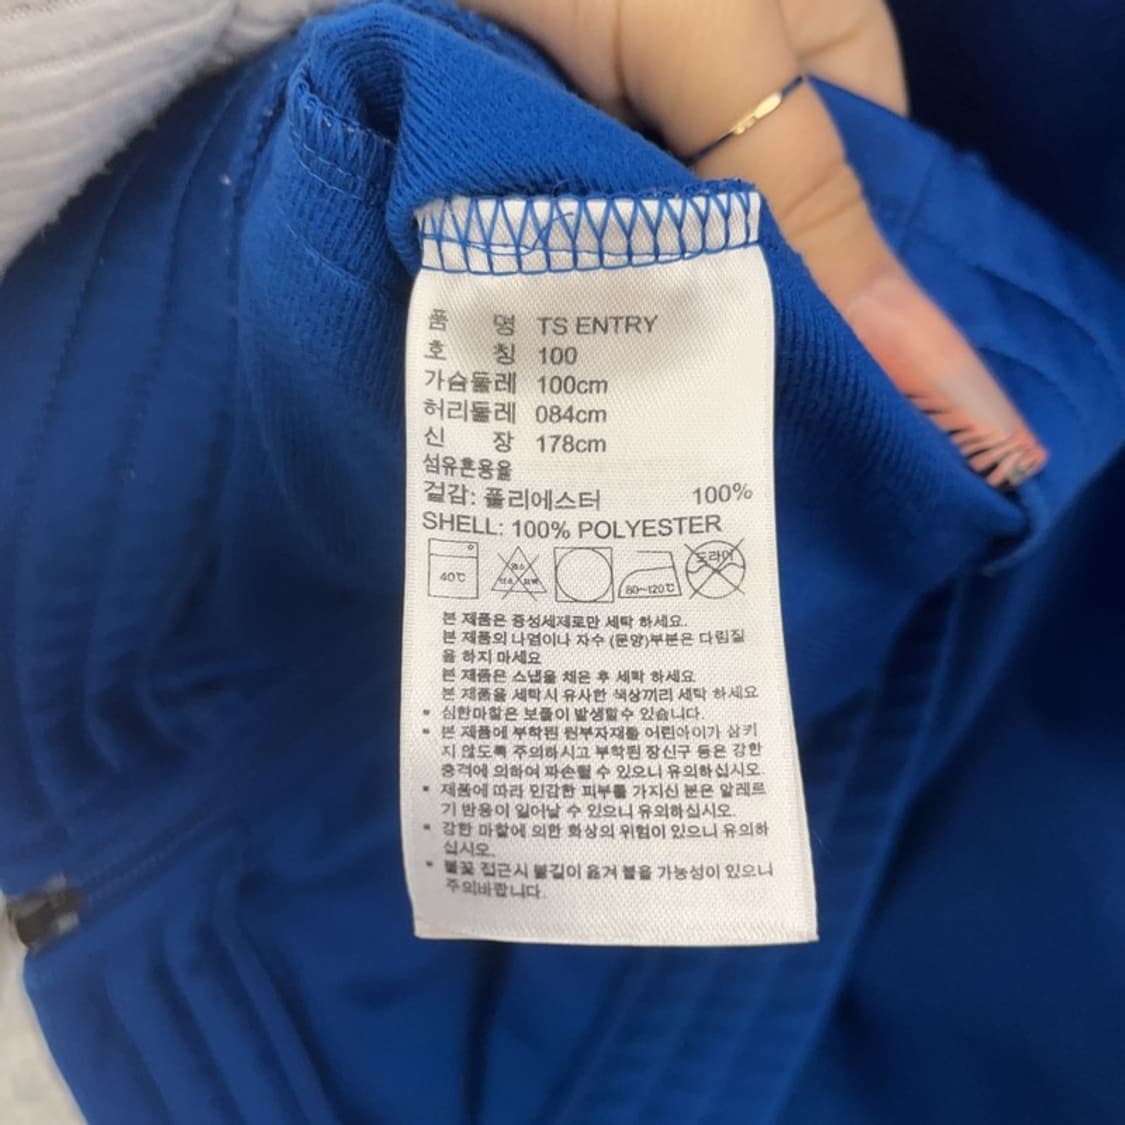 품 명 TS ENTRY
호 칭 100
가슴둘레 100cm
허리둘레 084cm
신 장 178cm
섬유혼용율
겉감: 폴리에스터 100%
SHELL: 100% POLYESTER
40℃
염소
산소 표백
80~120℃
드라이
본 제품은 중성세제로만 세탁 하세요.
본 제품의 나염이나 자수 (문양)부분은 다림질
을 하지 마세요
본 제품은 스냅을 채운 후 세탁 하세요
본 제품을 세탁시 유사한 색상끼리 세탁 하세요
* 심한마찰은 보풀이 발생할수 있습니다.
* 본 제품에 부착된 원부자재를 어린아이가 삼키
지 않도록 주의하시고 부착된 장신구 등은 강한
충격에 의하여 파손될 수 있으니 유의하십시오.
* 제품에 따라 민감한 피부를 가지신 분은 알레르
기 반응이 일어날 수 있으니 유의하십시오.
* 강한 마찰에 의한 화상의 위험이 있으니 유의하
십시오.
* 불꽃 접근시 불길이 옮겨 붙을 가능성이 있으니
주의바랍니다.